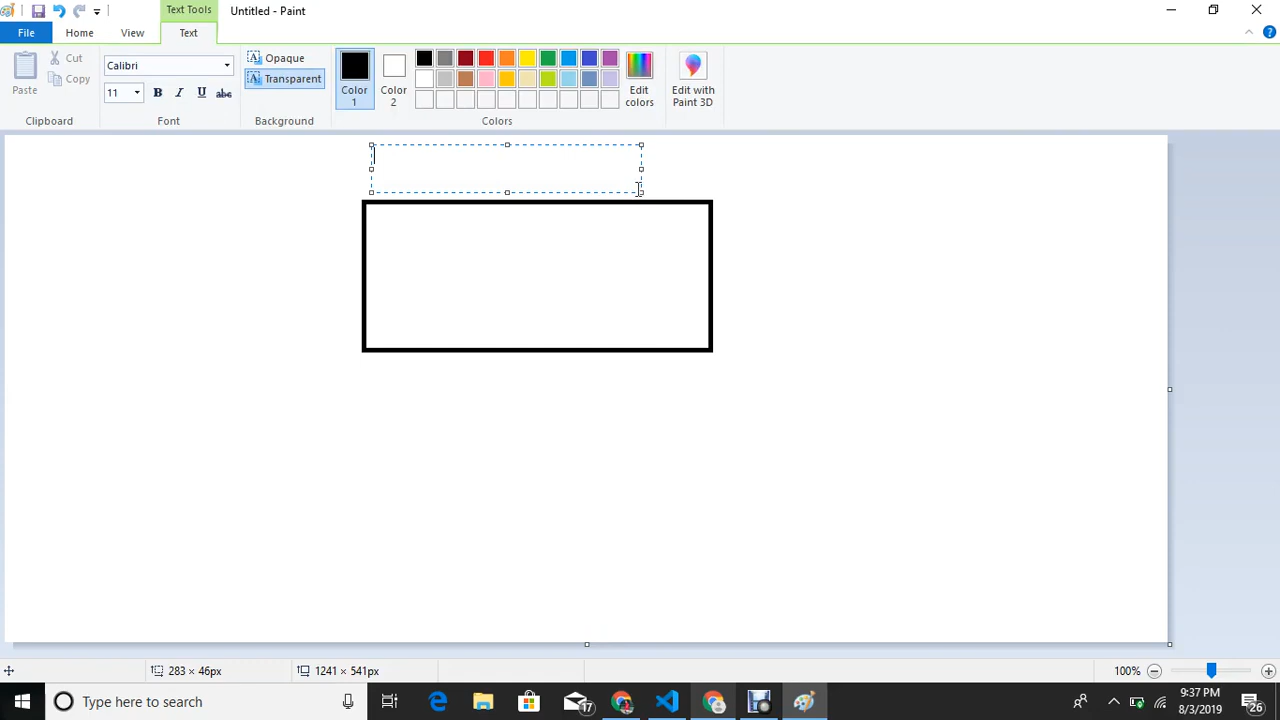 Text Tools
Untitled - Paint
File
Home
View
Text
Paste
Cut
Copy
Clipboard
Calibri
11
B
I
U
abc
Font
Opaque
Transparent
Background
Color 1
Color 2
Edit colors
Colors
Edit with Paint 3D
283 × 46px
1241 × 541px
100%
Type here to search
17
9:37 PM
8/3/2019
26